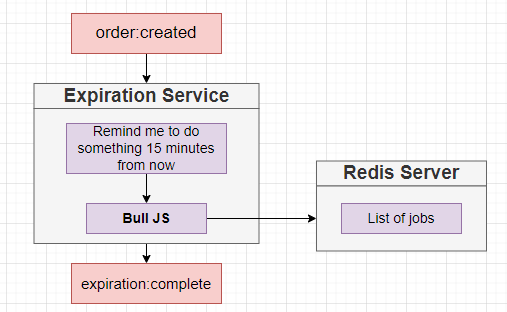 order:created
Expiration Service
Remind me to do
something 15 minutes
from now
Bull JS
Redis Server
List of jobs
expiration:complete